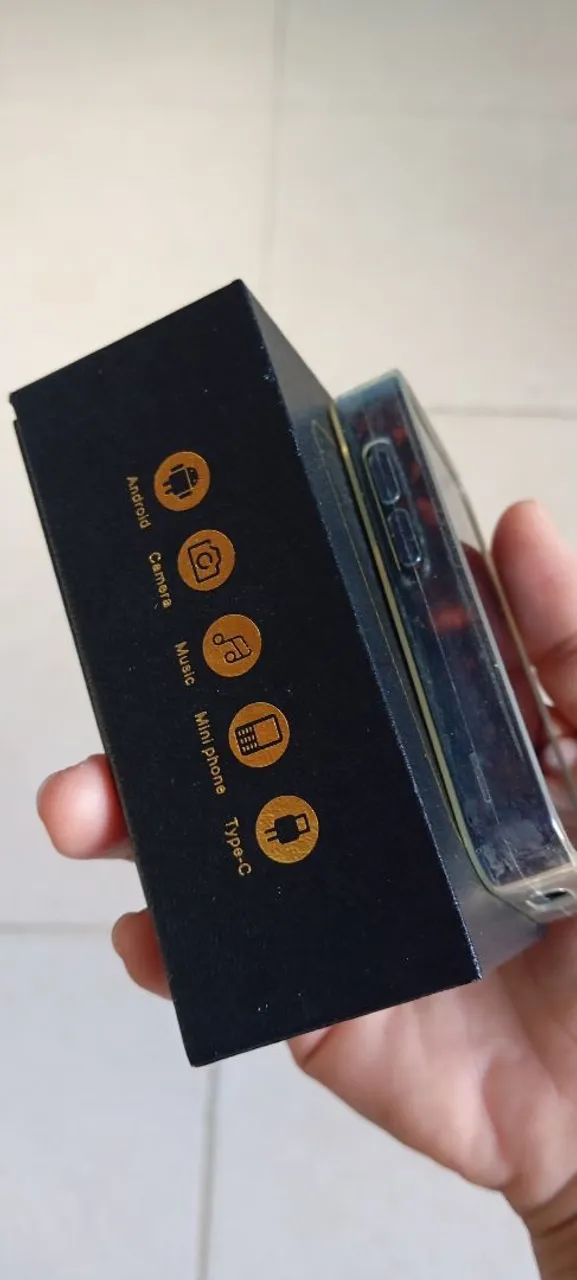 Android
Camera
Music
Mini phone
Type-C